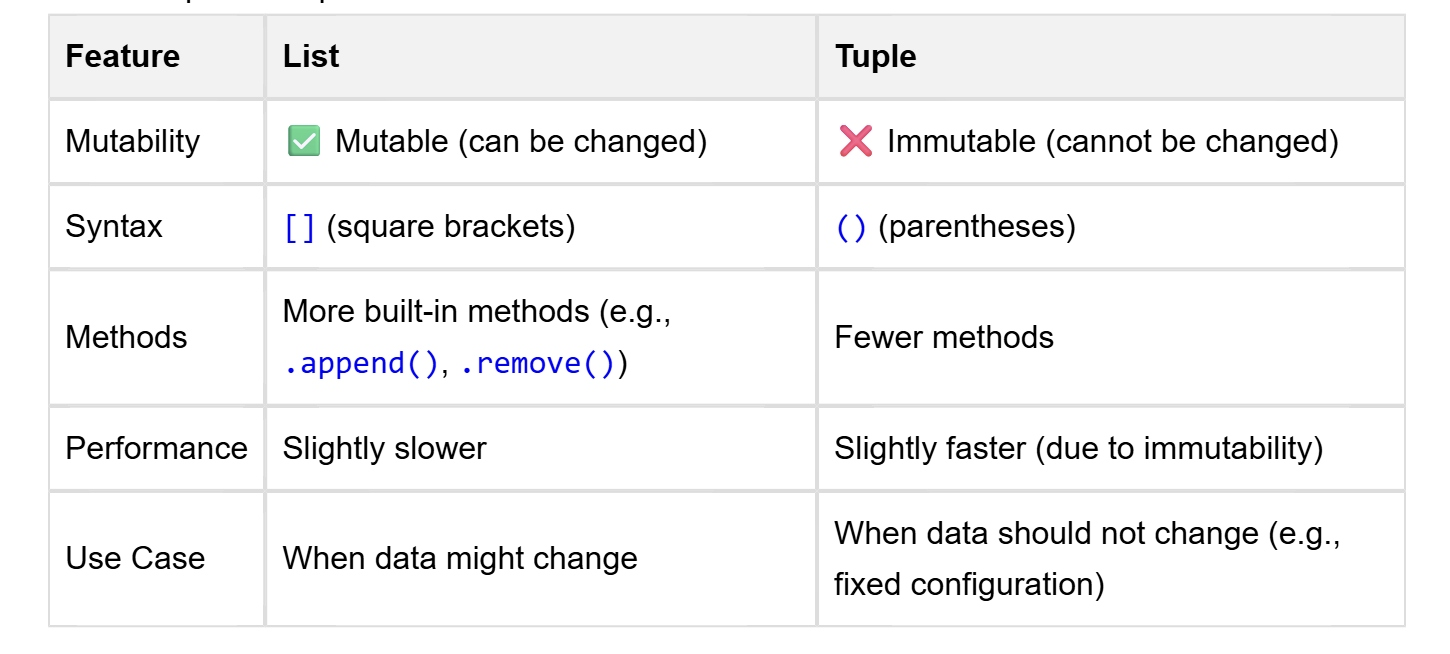 Feature List Tuple
Mutability ✅ Mutable (can be changed) ❌ Immutable (cannot be changed)
Syntax [] (square brackets) () (parentheses)
Methods More built-in methods (e.g.,
.append(), .remove()) Fewer methods
Performance Slightly slower Slightly faster (due to immutability)
Use Case When data might change When data should not change (e.g.,
fixed configuration)